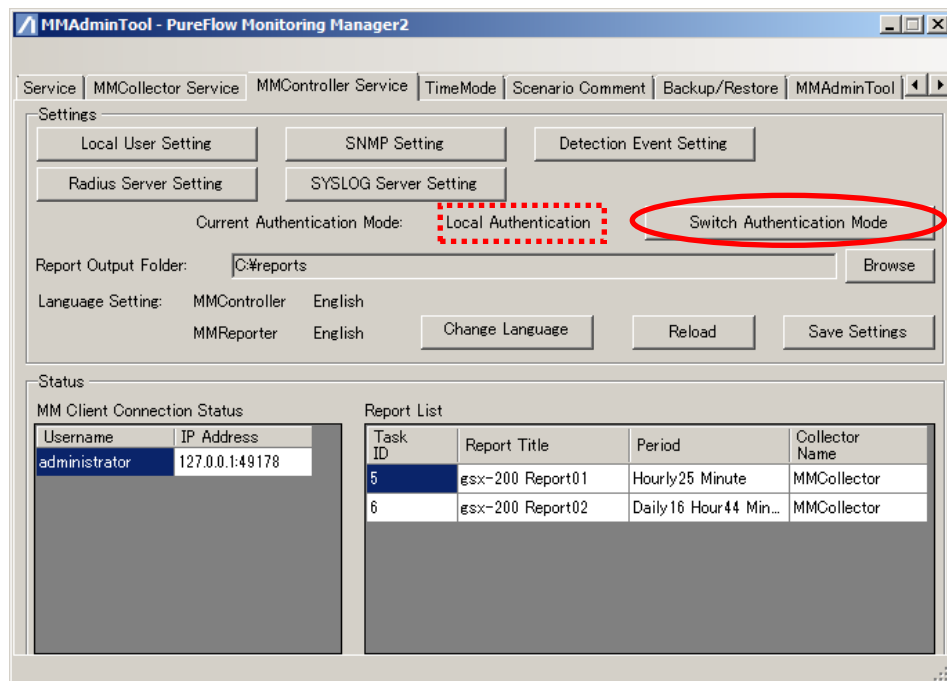 MMAdminTool - PureFlow Monitoring Manager2
Service MMCollector Service MMController Service TimeMode Scenario Comment Backup/Restore MMAdminTool
Settings
Local User Setting SNMP Setting Detection Event Setting
Radius Server Setting SYSLOG Server Setting
Current Authentication Mode: Local Authentication Switch Authentication Mode
Report Output Folder: C:¥reports Browse
Language Setting: MMController English
MMReporter English Change Language Reload Save Settings
Status
MM Client Connection Status Report List
Username IP Address Task ID Report Title Period Collector Name
administrator 127.0.0.1:49178 5 gsx-200 Report01 Hourly25 Minute MMCollector
6 gsx-200 Report02 Daily16 Hour44 Min... MMCollector